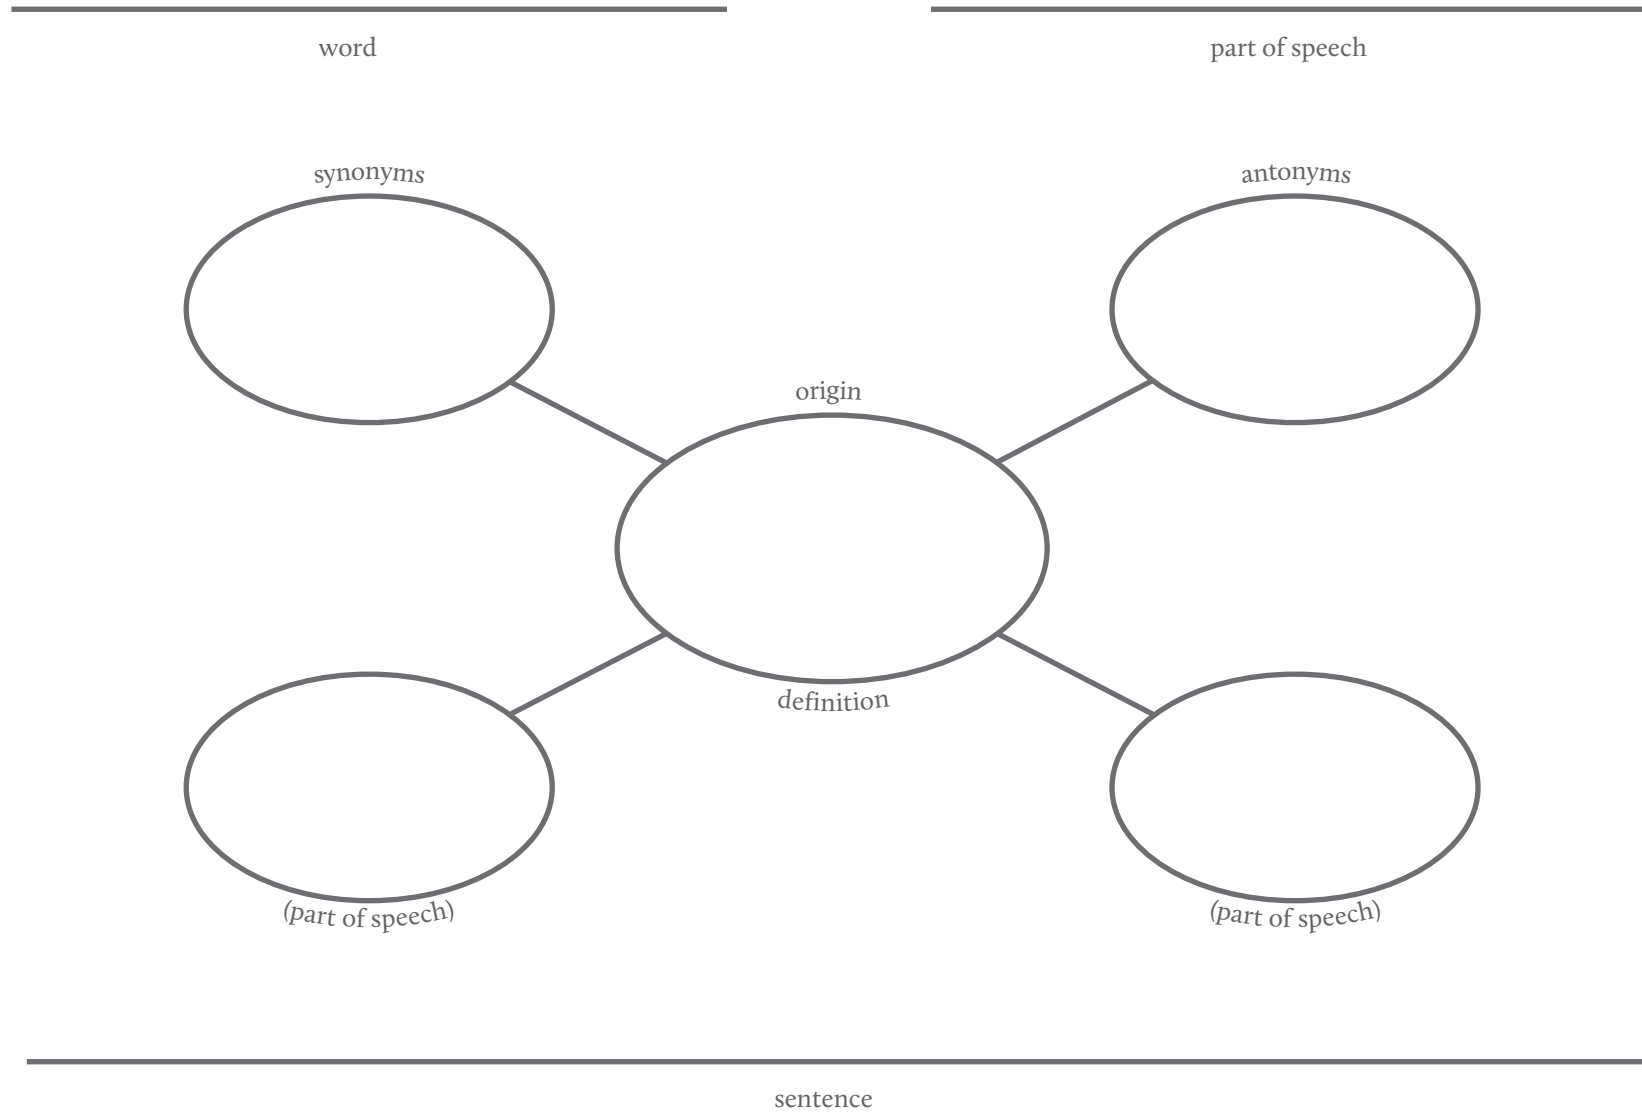 word
part of speech
synonyms
antonyms
origin
definition
(part of speech)
(part of speech)
sentence